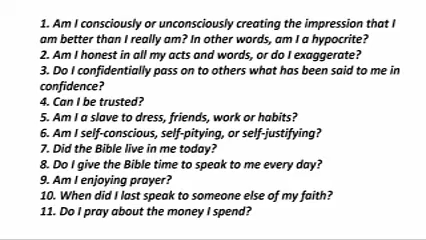 1. Am I consciously or unconsciously creating the impression that I
am better than I really am? In other words, am I a hypocrite?
2. Am I honest in all my acts and words, or do I exaggerate?
3. Do I confidentially pass on to others what has been said to me in
confidence?
4. Can I be trusted?
5. Am I a slave to dress, friends, work or habits?
6. Am I self-conscious, self-pitying, or self-justifying?
7. Did the Bible live in me today?
8. Do I give the Bible time to speak to me every day?
9. Am I enjoying prayer?
10. When did I last speak to someone else of my faith?
11. Do I pray about the money I spend?